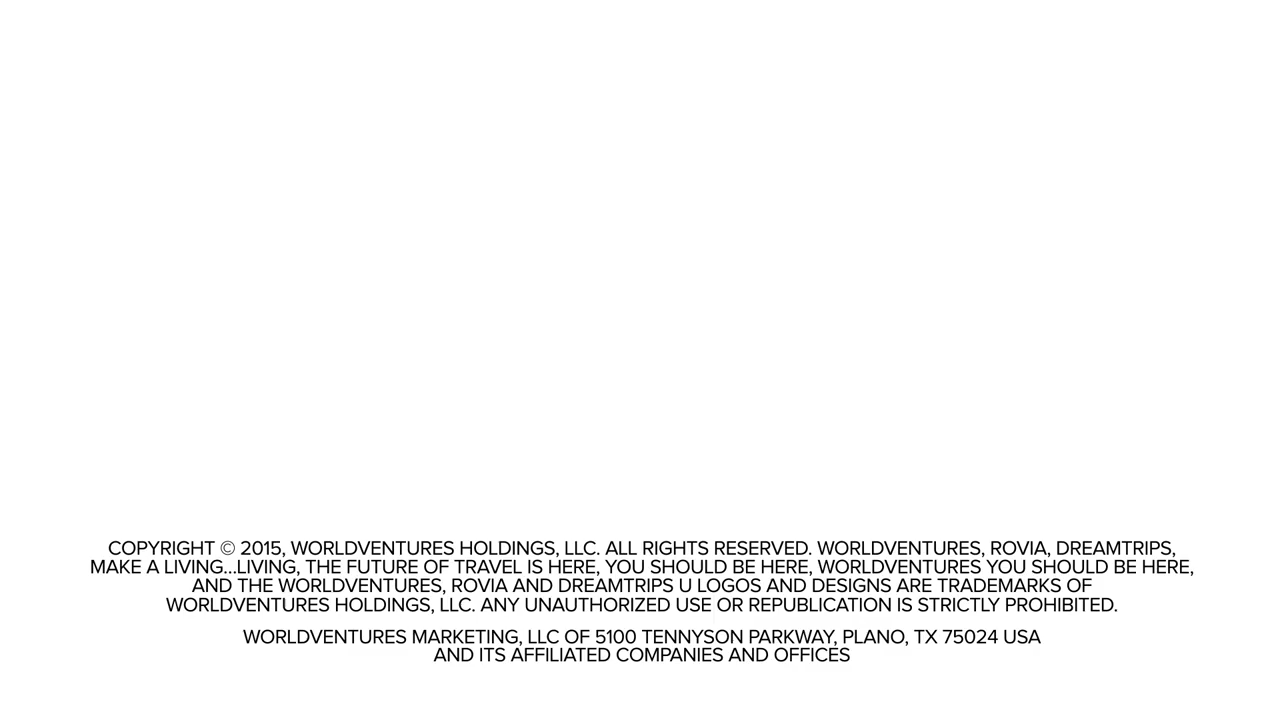 COPYRIGHT © 2015, WORLDVENTURES HOLDINGS, LLC. ALL RIGHTS RESERVED. WORLDVENTURES, ROVIA, DREAMTRIPS,
MAKE A LIVING...LIVING, THE FUTURE OF TRAVEL IS HERE, YOU SHOULD BE HERE, WORLDVENTURES YOU SHOULD BE HERE,
AND THE WORLDVENTURES, ROVIA AND DREAMTRIPS U LOGOS AND DESIGNS ARE TRADEMARKS OF
WORLDVENTURES HOLDINGS, LLC. ANY UNAUTHORIZED USE OR REPUBLICATION IS STRICTLY PROHIBITED.
WORLDVENTURES MARKETING, LLC OF 5100 TENNYSON PARKWAY, PLANO, TX 75024 USA
AND ITS AFFILIATED COMPANIES AND OFFICES